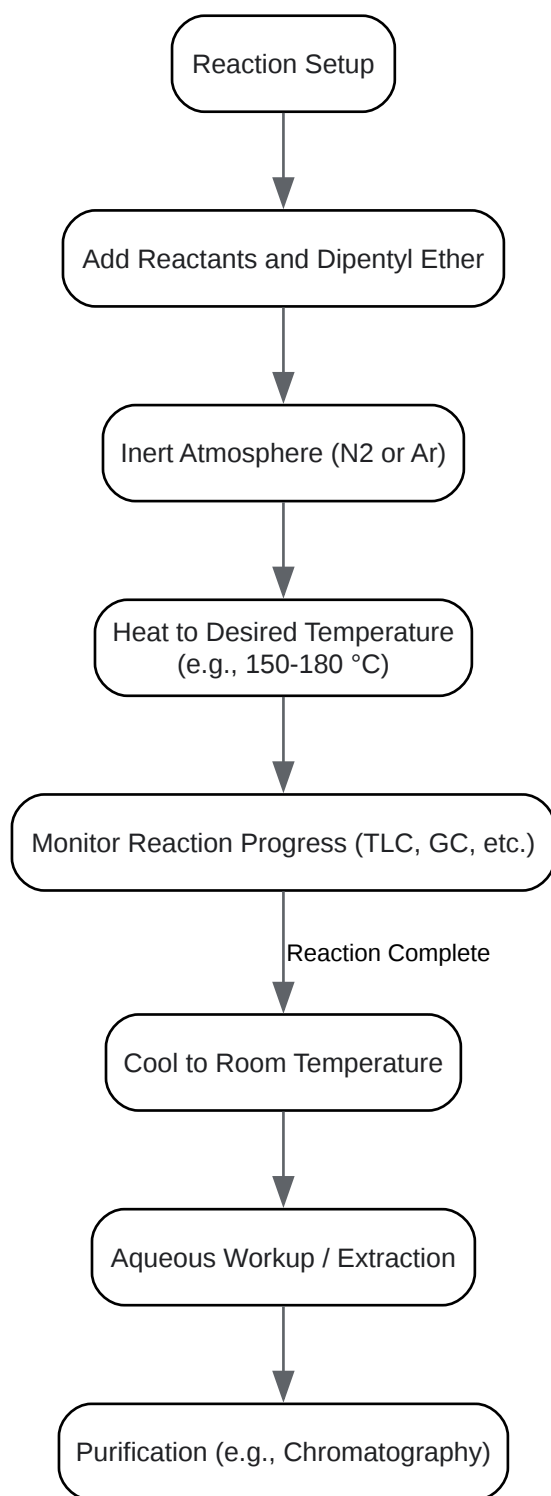 Reaction Setup
Add Reactants and Dipentyl Ether
Inert Atmosphere (N2 or Ar)
Heat to Desired Temperature
(e.g., 150-180 °C)
Monitor Reaction Progress (TLC, GC, etc.)
Reaction Complete
Cool to Room Temperature
Aqueous Workup / Extraction
Purification (e.g., Chromatography)